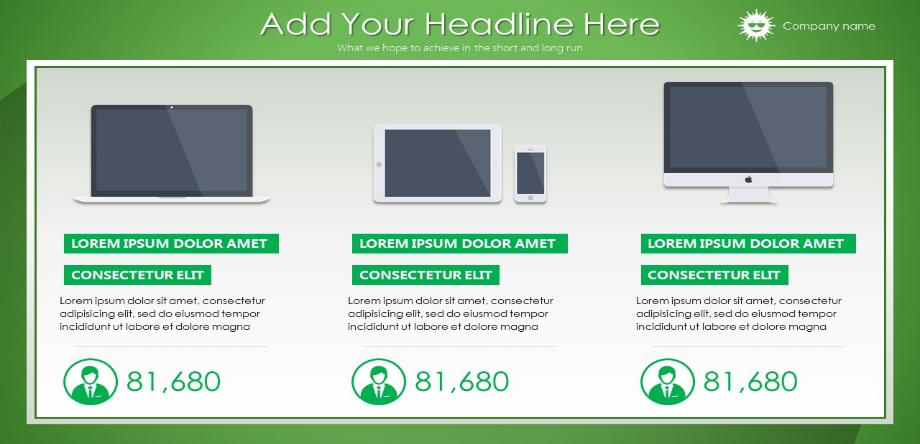 Add Your Headline Here
What we hope to achieve in the short and long run
Company name
LOREM IPSUM DOLOR AMET
CONSECTETUR ELIT
Lorem ipsum dolor sit amet, consectetur
adipisicing elit, sed do eiusmod tempor
incididunt ut labore et dolore magna
81,680
LOREM IPSUM DOLOR AMET
CONSECTETUR ELIT
Lorem ipsum dolor sit amet, consectetur
adipisicing elit, sed do eiusmod tempor
incididunt ut labore et dolore magna
81,680
LOREM IPSUM DOLOR AMET
CONSECTETUR ELIT
Lorem ipsum dolor sit amet, consectetur
adipisicing elit, sed do eiusmod tempor
incididunt ut labore et dolore magna
81,680